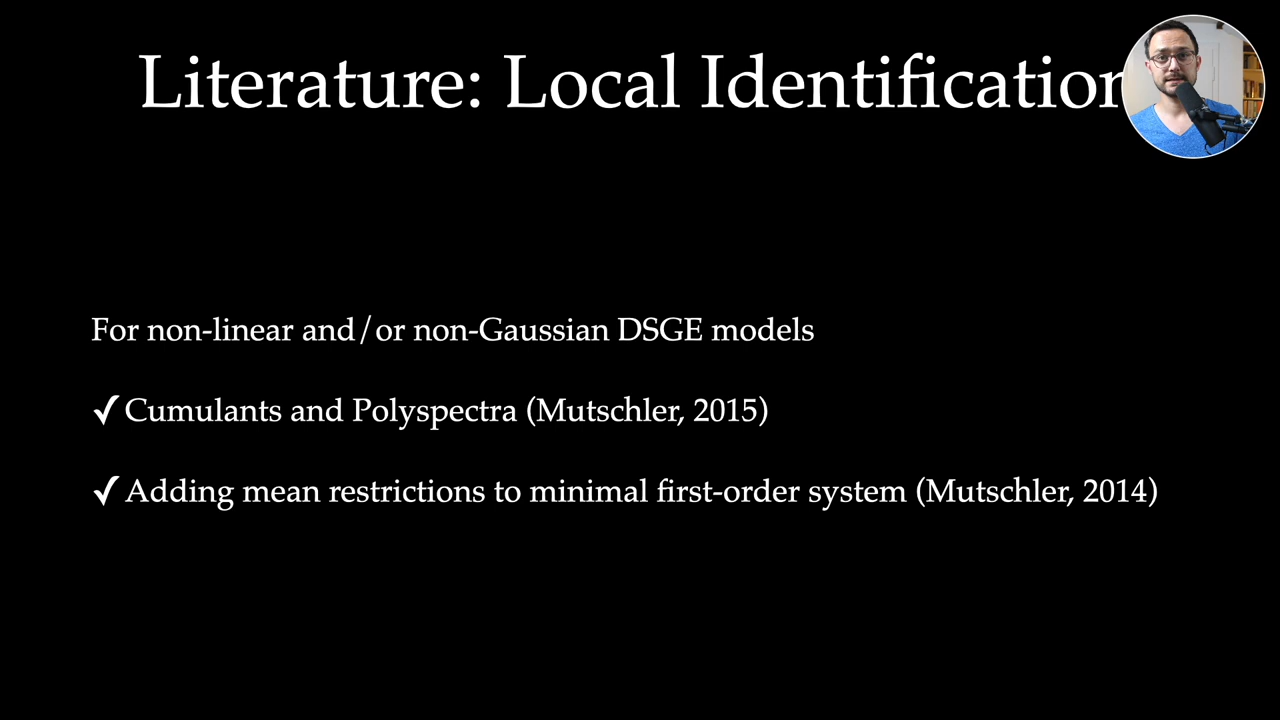 Literature: Local Identification
For non-linear and/or non-Gaussian DSGE models
✓ Cumulants and Polyspectra (Mutschler, 2015)
✓ Adding mean restrictions to minimal first-order system (Mutschler, 2014)